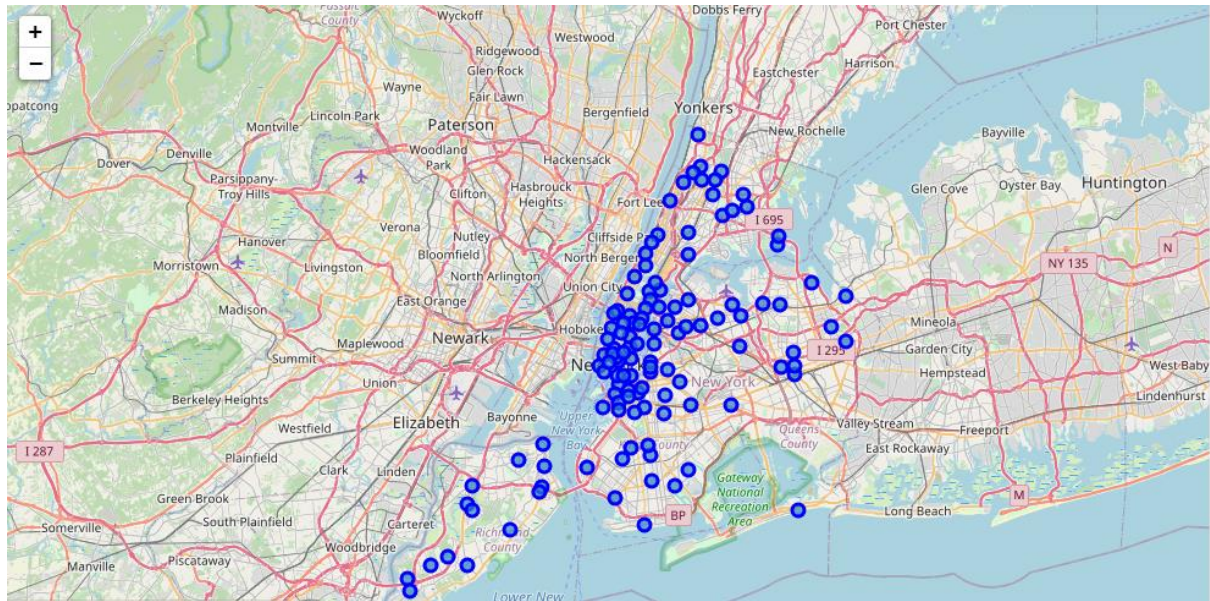 Passaic
County
Wyckoff
Dobbs Ferry
Port Chester
+
Westwood
Ridgewood
Harrison
−
Glen Rock
Eastchester
opatcong
Wayne
Fair Lawn
Bergenfield
Yonkers
Lincoln Park
Montville
Paterson
New Rochelle
Bayville
Denville
Woodland
Park
Dover
Hackensack
Parsippany-
Troy Hills
Clifton
Hasbrouck
Heights
Glen Cove
Oyster Bay
Huntington
Fort Lee
I 695
Hanover
Verona
Nutley
Cliffside P
N
Bloomfield
North Bergen
Morristown
Livingston
North Arlington
NY 135
Union City
Madison
East Orange
Maplewood
Newark
Hoboke
Mineola
Summit
I 295
Garden City
New York
Hempstead
West Baby
Union
New York
Berkeley Heights
Lindenhurst
Elizabeth
Bayonne
Upper
New York
Bay
Westfield
Valley Stream
Freeport
Queens
County
East Rockaway
I 287
Plainfield
Clark
Linden
County
Gateway
National
Recreation
Area
Green Brook
M
Long Beach
BP
South Plainfield
Carteret
Somerville
Richmond
County
Woodbridge
Piscataway
Manville
Lower New